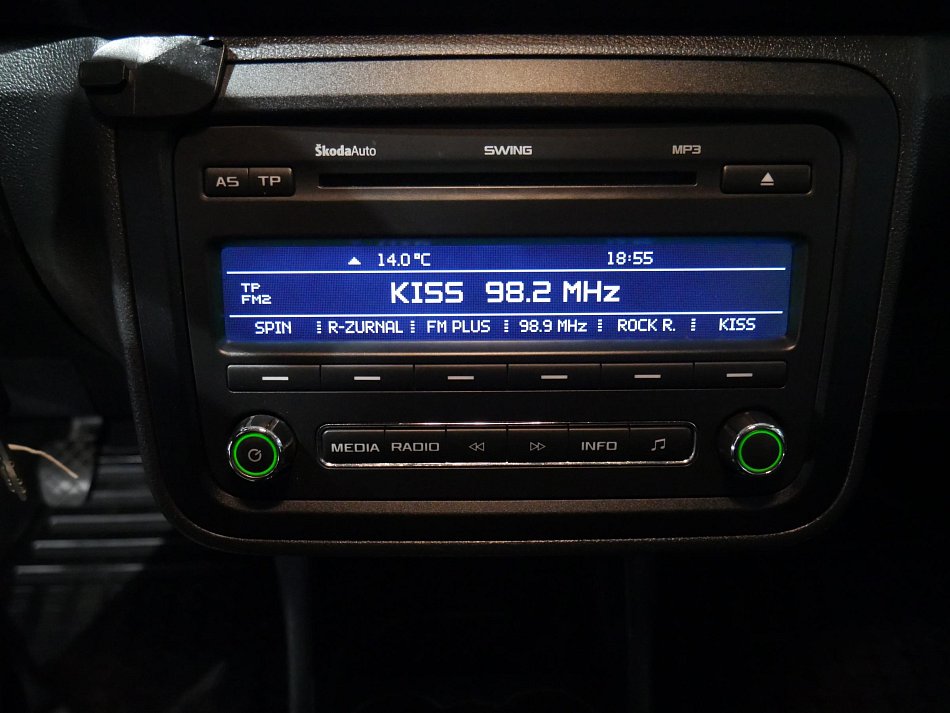 ŠkodaAuto SWING MP3
AS TP
14.0°C 18:55
TP
FM2
KISS 98.2 MHz
SPIN R-ZURNAL FM PLUS 98.9 MHz ROCK R. KISS
MEDIA RADIO INFO